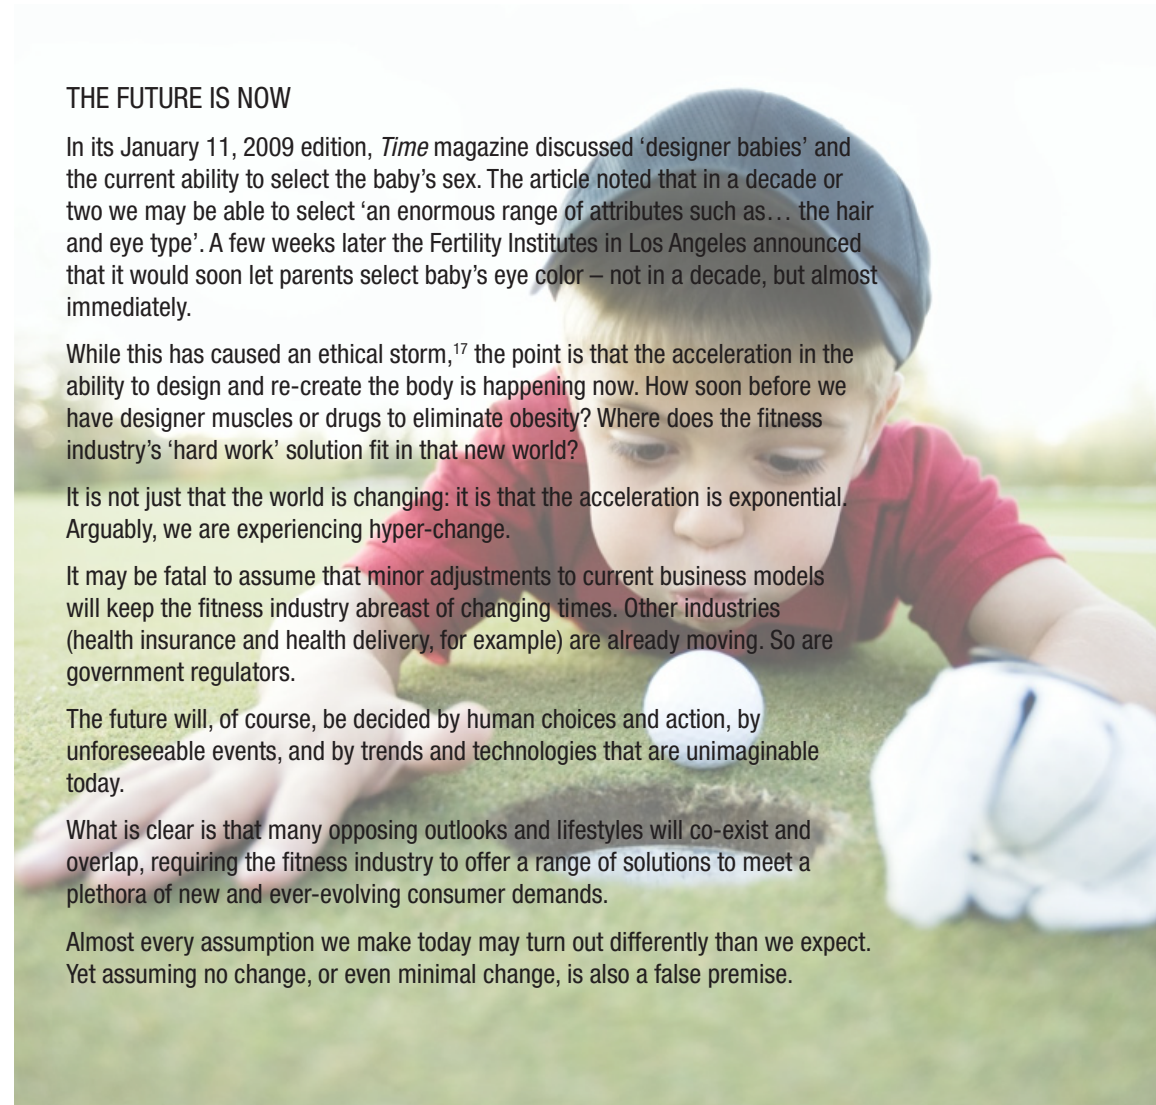 THE FUTURE IS NOW
In its January 11, 2009 edition, Time magazine discussed ‘designer babies’ and
the current ability to select the baby’s sex. The article noted that in a decade or
two we may be able to select ‘an enormous range of attributes such as… the hair
and eye type’. A few weeks later the Fertility Institutes in Los Angeles announced
that it would soon let parents select baby’s eye color – not in a decade, but almost
immediately.
While this has caused an ethical storm,17 the point is that the acceleration in the
ability to design and re-create the body is happening now. How soon before we
have designer muscles or drugs to eliminate obesity? Where does the fitness
industry’s ‘hard work’ solution fit in that new world?
It is not just that the world is changing: it is that the acceleration is exponential.
Arguably, we are experiencing hyper-change.
It may be fatal to assume that minor adjustments to current business models
will keep the fitness industry abreast of changing times. Other industries
(health insurance and health delivery, for example) are already moving. So are
government regulators.
The future will, of course, be decided by human choices and action, by
unforeseeable events, and by trends and technologies that are unimaginable
today.
What is clear is that many opposing outlooks and lifestyles will co-exist and
overlap, requiring the fitness industry to offer a range of solutions to meet a
plethora of new and ever-evolving consumer demands.
Almost every assumption we make today may turn out differently than we expect.
Yet assuming no change, or even minimal change, is also a false premise.